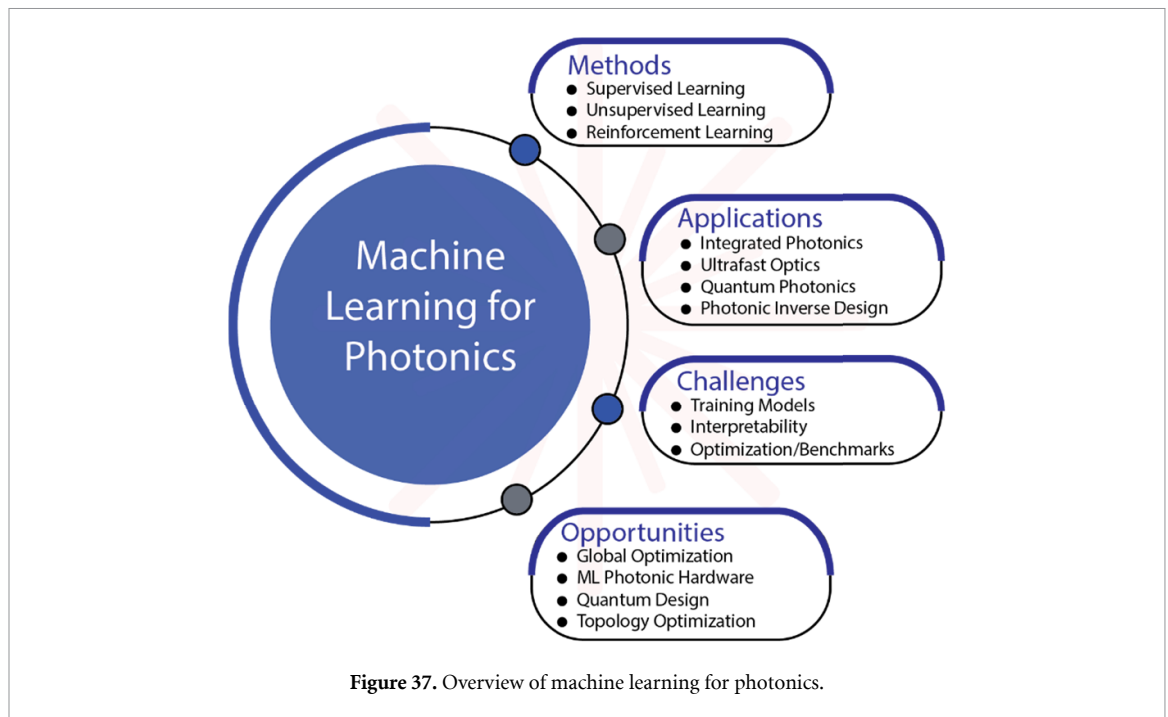 Methods
● Supervised Learning
● Unsupervised Learning
● Reinforcement Learning
Machine
Learning for
Photonics
Applications
● Integrated Photonics
● Ultrafast Optics
● Quantum Photonics
● Photonic Inverse Design
Challenges
● Training Models
● Interpretability
● Optimization/Benchmarks
Opportunities
● Global Optimization
● ML Photonic Hardware
● Quantum Design
● Topology Optimization
Figure 37. Overview of machine learning for photonics.